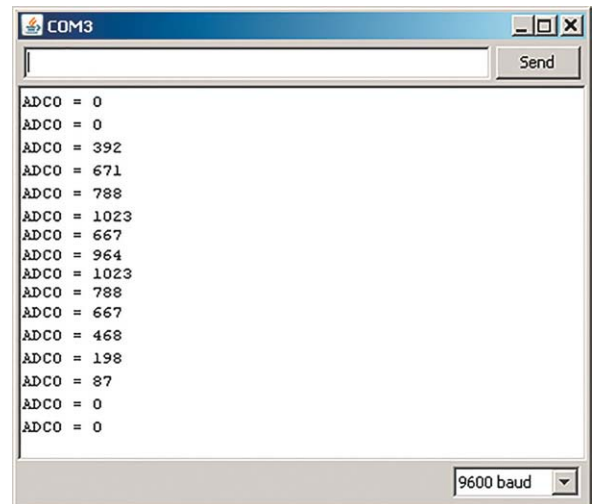 COM3
Send
ADC0 = 0
ADC0 = 0
ADC0 = 392
ADC0 = 671
ADC0 = 788
ADC0 = 1023
ADC0 = 667
ADC0 = 964
ADC0 = 1023
ADC0 = 788
ADC0 = 667
ADC0 = 468
ADC0 = 198
ADC0 = 87
ADC0 = 0
ADC0 = 0
9600 baud